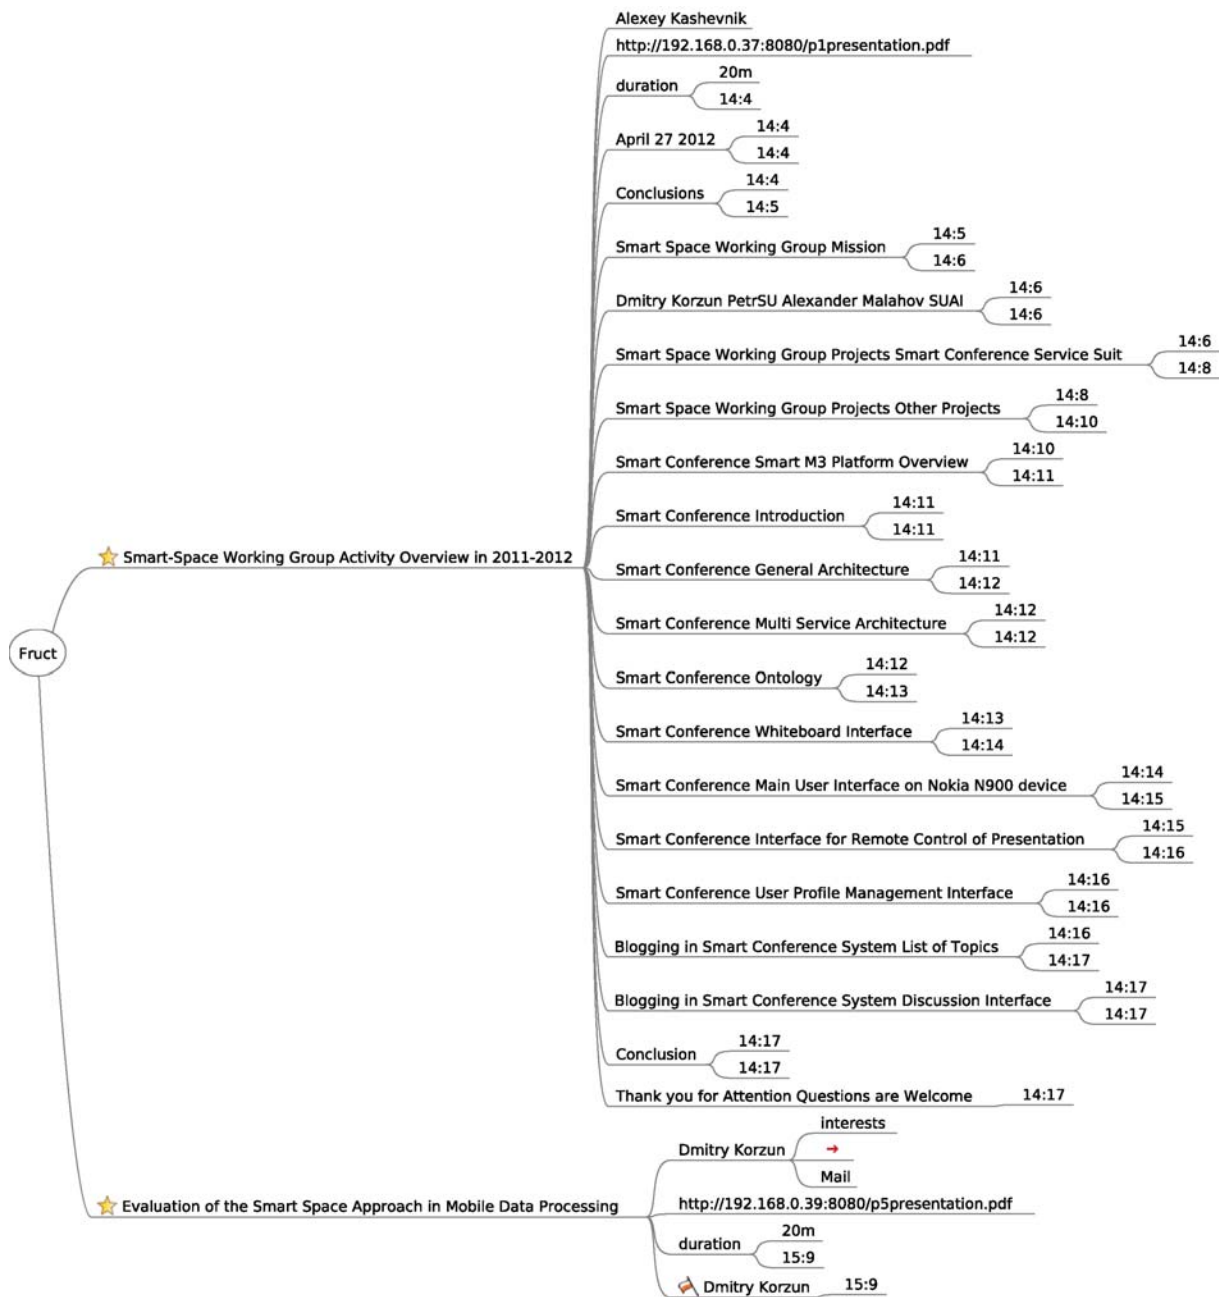 Fruct
Smart-Space Working Group Activity Overview in 2011-2012
Alexey Kashevnik
http://192.168.0.37:8080/p1presentation.pdf
duration
20m
14:4
April 27 2012
14:4
14:4
Conclusions
14:4
14:5
Smart Space Working Group Mission
14:5
14:6
Dmitry Korzun PetrSU Alexander Malahov SUAI
14:6
14:6
Smart Space Working Group Projects Smart Conference Service Suit
14:6
14:8
Smart Space Working Group Projects Other Projects
14:8
14:10
Smart Conference Smart M3 Platform Overview
14:10
14:11
Smart Conference Introduction
14:11
14:11
Smart Conference General Architecture
14:11
14:12
Smart Conference Multi Service Architecture
14:12
14:12
Smart Conference Ontology
14:12
14:13
Smart Conference Whiteboard Interface
14:13
14:14
Smart Conference Main User Interface on Nokia N900 device
14:14
14:15
Smart Conference Interface for Remote Control of Presentation
14:15
14:16
Smart Conference User Profile Management Interface
14:16
14:16
Blogging in Smart Conference System List of Topics
14:16
14:17
Blogging in Smart Conference System Discussion Interface
14:17
14:17
Conclusion
14:17
14:17
Thank you for Attention Questions are Welcome
14:17
Evaluation of the Smart Space Approach in Mobile Data Processing
Dmitry Korzun
interests
Mail
http://192.168.0.39:8080/p5presentation.pdf
duration
20m
15:9
Dmitry Korzun
15:9